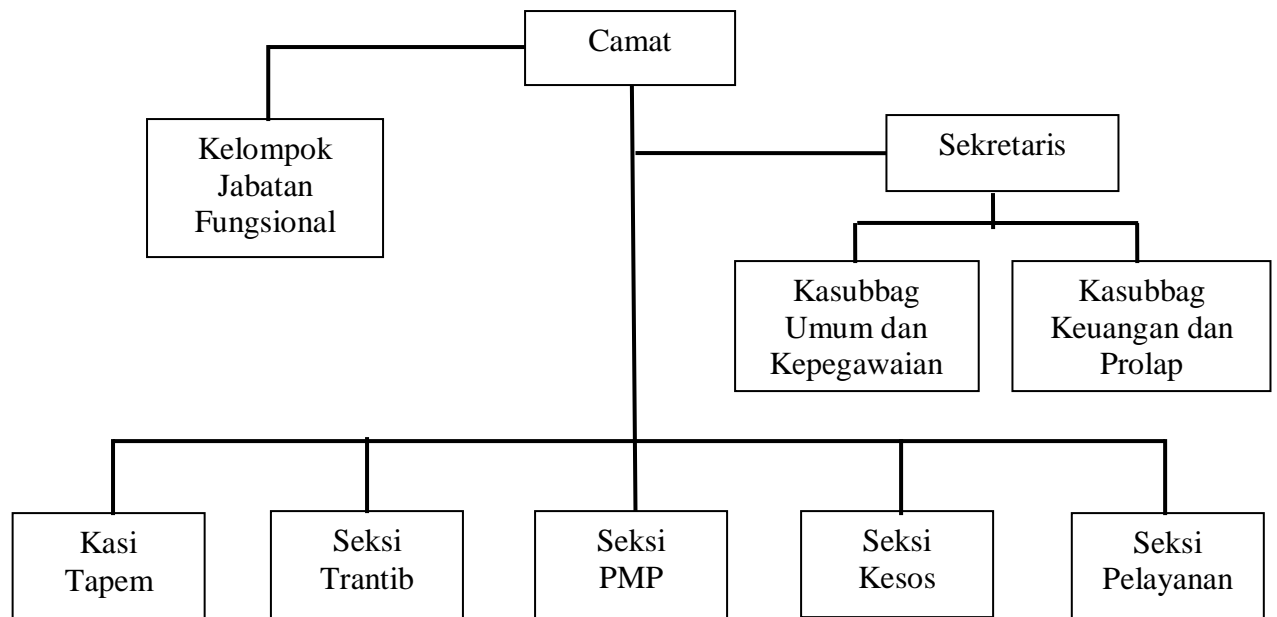 Camat
Kelompok
Jabatan
Fungsional
Sekretaris
Kasubbag
Umum dan
Kepegawaian
Kasubbag
Keuangan dan
Prolap
Kasi
Tapem
Seksi
Trantib
Seksi
PMP
Seksi
Kesos
Seksi
Pelayanan